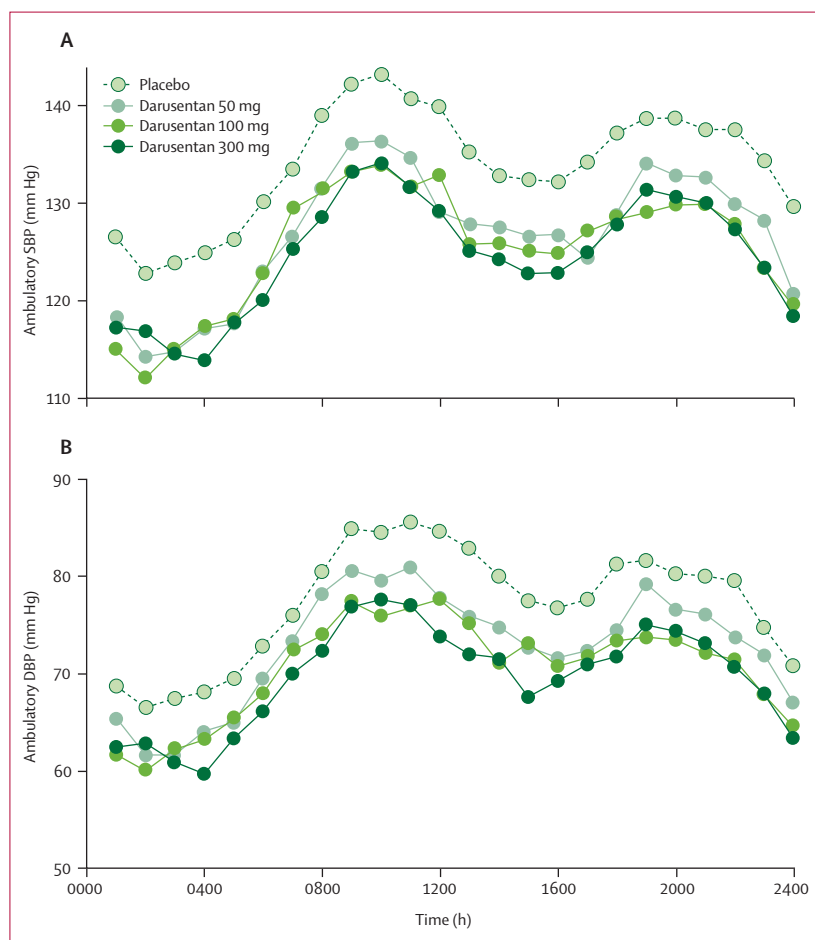 A
Placebo
Darusentan 50 mg
Darusentan 100 mg
Darusentan 300 mg
Ambulatory SBP (mm Hg)
140
130
120
110
B
Ambulatory DBP (mm Hg)
90
80
70
60
50
0000 0400 0800 1200 1600 2000 2400
Time (h)